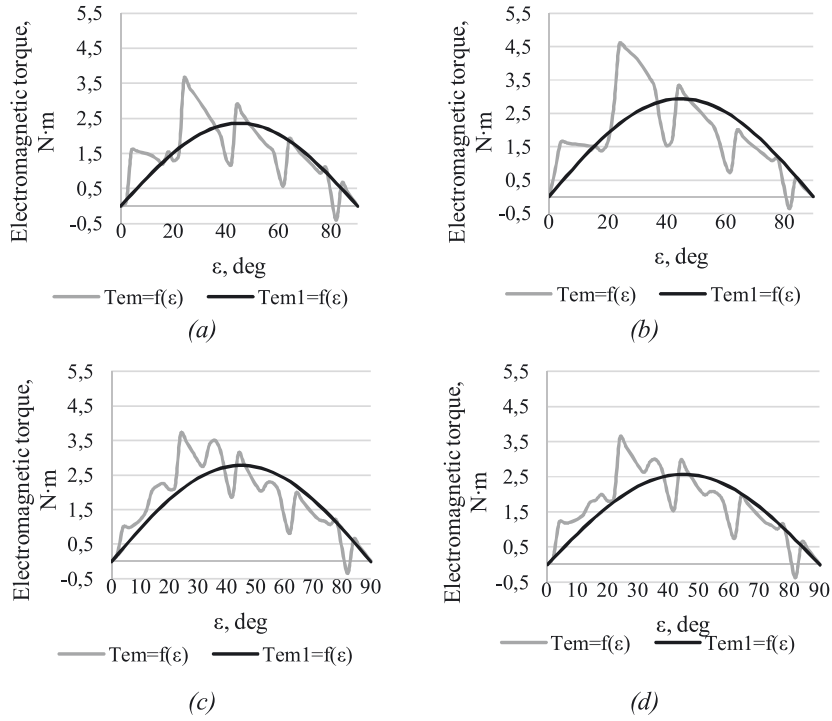 5,5
4,5
3,5
2,5
1,5
0,5
-0,5
Electromagnetic torque,
N·m
0 20 40 60 80
ε, deg
Tem=f(ε) Tem1=f(ε)
(a)
5,5
4,5
3,5
2,5
1,5
0,5
-0,5
Electromagnetic torque,
N·m
0 20 40 60 80
ε, deg
Tem=f(ε) Tem1=f(ε)
(b)
5,5
4,5
3,5
2,5
1,5
0,5
-0,5
Electromagnetic torque,
N·m
0 10 20 30 40 50 60 70 80 90
ε, deg
Tem=f(ε) Tem1=f(ε)
(c)
5,5
4,5
3,5
2,5
1,5
0,5
-0,5
Electromagnetic torque,
N·m
0 10 20 30 40 50 60 70 80 90
ε, deg
Tem=f(ε) Tem1=f(ε)
(d)